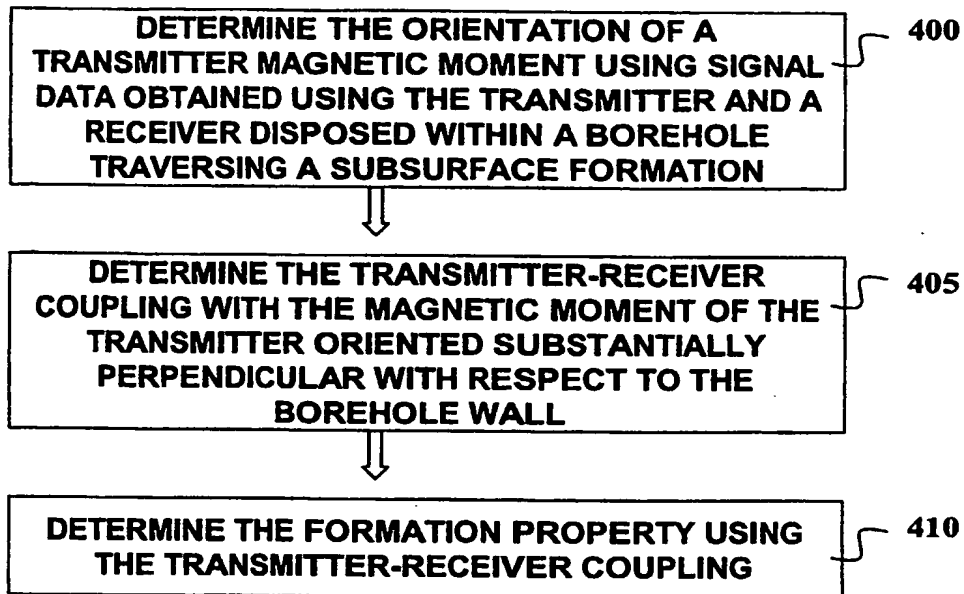 DETERMINE THE ORIENTATION OF A
TRANSMITTER MAGNETIC MOMENT USING SIGNAL
DATA OBTAINED USING THE TRANSMITTER AND A
RECEIVER DISPOSED WITHIN A BOREHOLE
TRAVERSING A SUBSURFACE FORMATION
400
DETERMINE THE TRANSMITTER-RECEIVER
COUPLING WITH THE MAGNETIC MOMENT OF THE
TRANSMITTER ORIENTED SUBSTANTIALLY
PERPENDICULAR WITH RESPECT TO THE
BOREHOLE WALL
405
DETERMINE THE FORMATION PROPERTY USING
THE TRANSMITTER-RECEIVER COUPLING
410